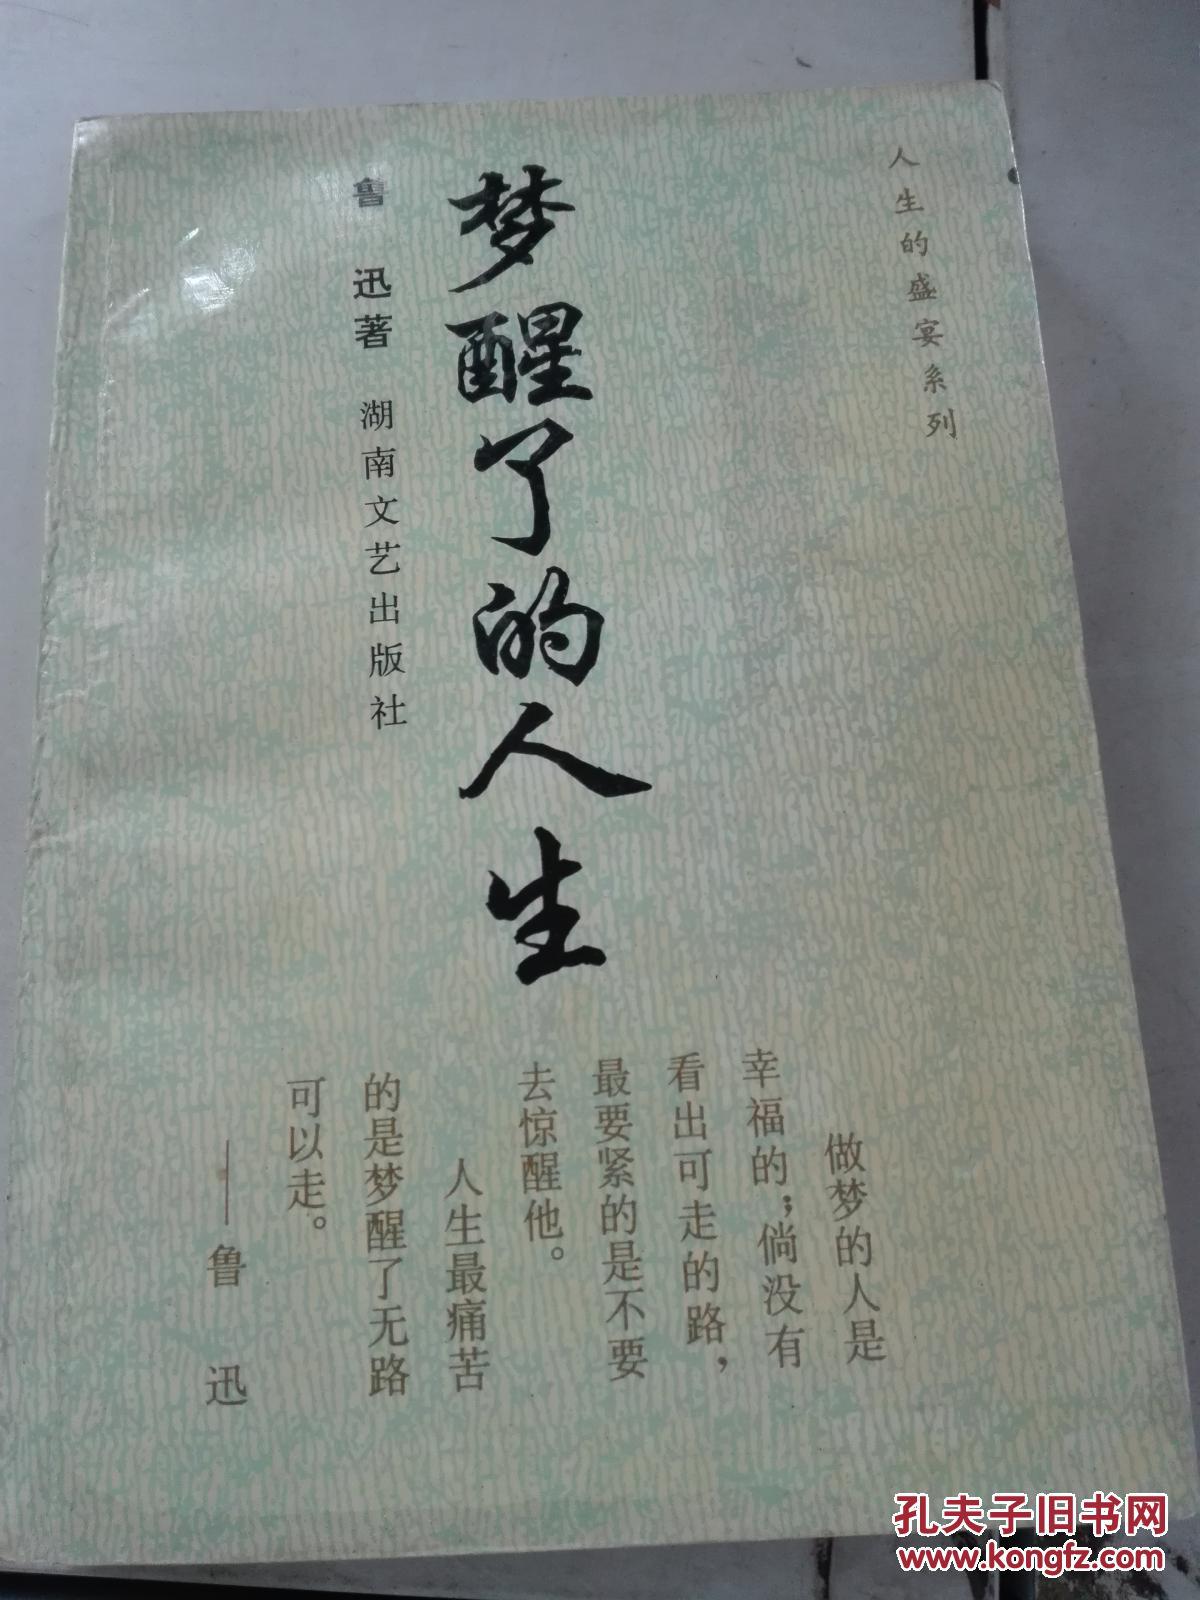 人生的盛宴系列
梦醒了的人生
鲁迅著 湖南文艺出版社
做梦的人是
幸福的；倘没有
看出可走的路，
最要紧的是不要
去惊醒他。
人生最痛苦
的是梦醒了无路
可以走。
——鲁迅
孔夫子旧书网
www.kongfz.com